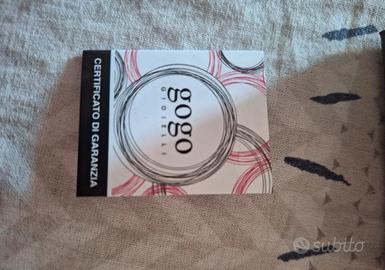 gogo
GIOIELLI
CERTIFICATO DI GARANZIA
subito